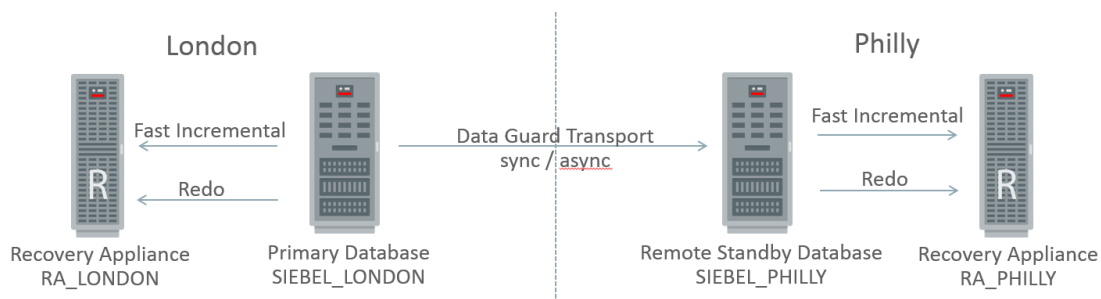 London
Philly
Fast Incremental
Redo
R
Recovery Appliance
RA_LONDON
Primary Database
SIEBEL_LONDON
Data Guard Transport
sync / async
Fast Incremental
Redo
R
Remote Standby Database
SIEBEL_PHILLY
Recovery Appliance
RA_PHILLY